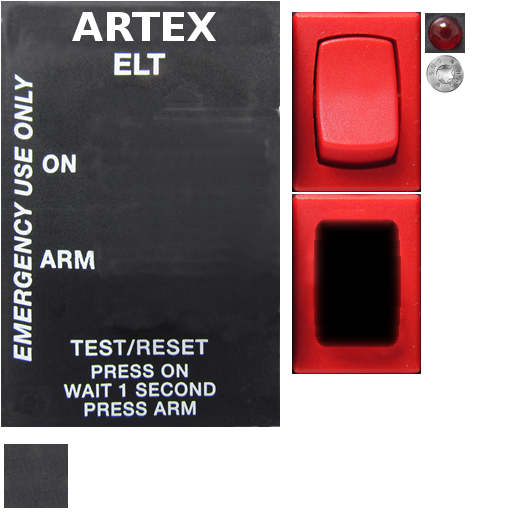 ARTEX
ELT
EMERGENCY USE ONLY
ON
ARM
TEST/RESET
PRESS ON
WAIT 1 SECOND
PRESS ARM